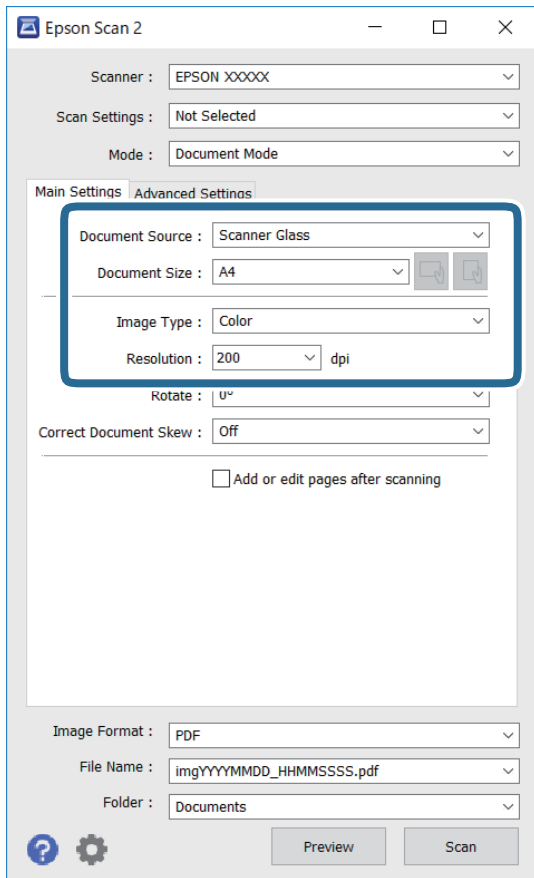 Epson Scan 2
Scanner : EPSON XXXXX
Scan Settings : Not Selected
Mode : Document Mode
Main Settings Advanced Settings
Document Source : Scanner Glass
Document Size : A4
Image Type : Color
Resolution : 200 dpi
Rotate : 0°
Correct Document Skew : Off
Add or edit pages after scanning
Image Format : PDF
File Name : imgYYYYMMDD_HHMMSSSS.pdf
Folder : Documents
? Preview Scan